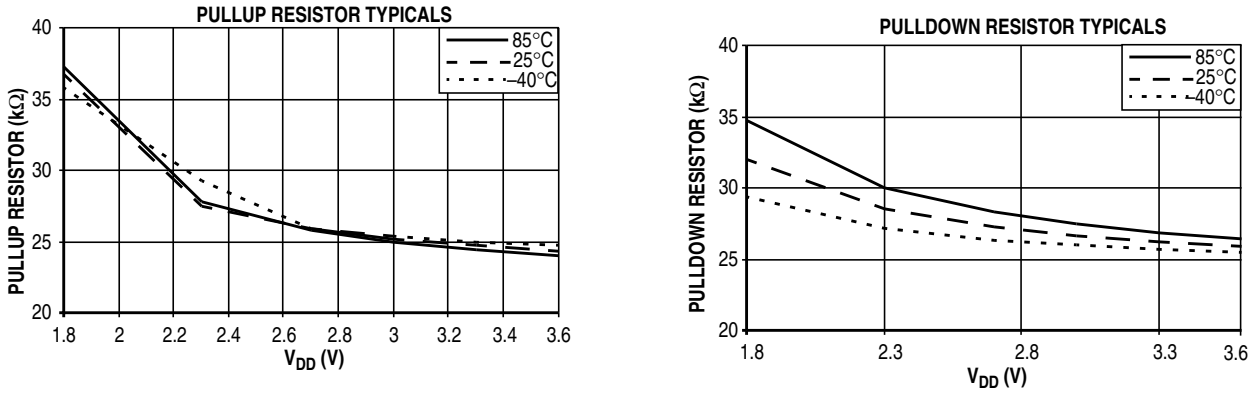 PULLUP RESISTOR TYPICALS
85°C
25°C
–40°C
PULLUP RESISTOR (kΩ)
40
35
30
25
20
1.8 2 2.2 2.4 2.6 2.8 3 3.2 3.4 3.6
VDD (V)
PULLDOWN RESISTOR TYPICALS
85°C
25°C
–40°C
PULLDOWN RESISTOR (kΩ)
40
35
30
25
20
1.8 2.3 2.8 3.3 3.6
VDD (V)